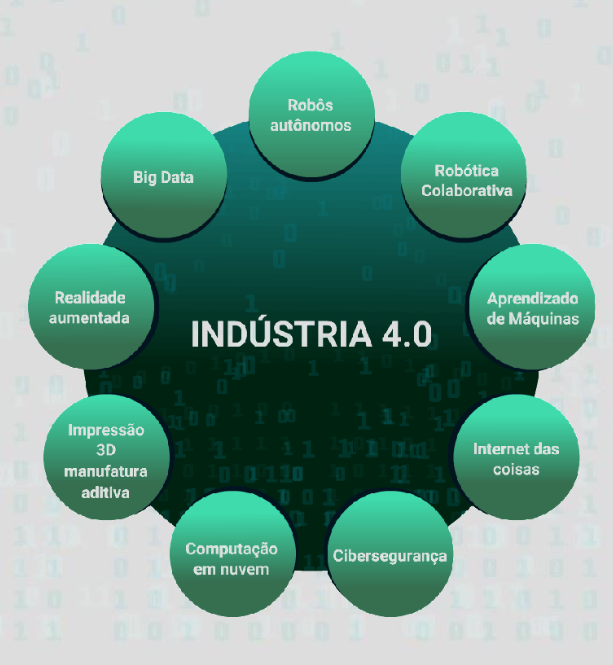 Robôs
autônomos
Robótica
Colaborativa
Big Data
Realidade
aumentada
Aprendizado
de Máquinas
INDÚSTRIA 4.0
Impressão
3D
manufatura
aditiva
Internet das
coisas
Computação
em nuvem
Cibersegurança